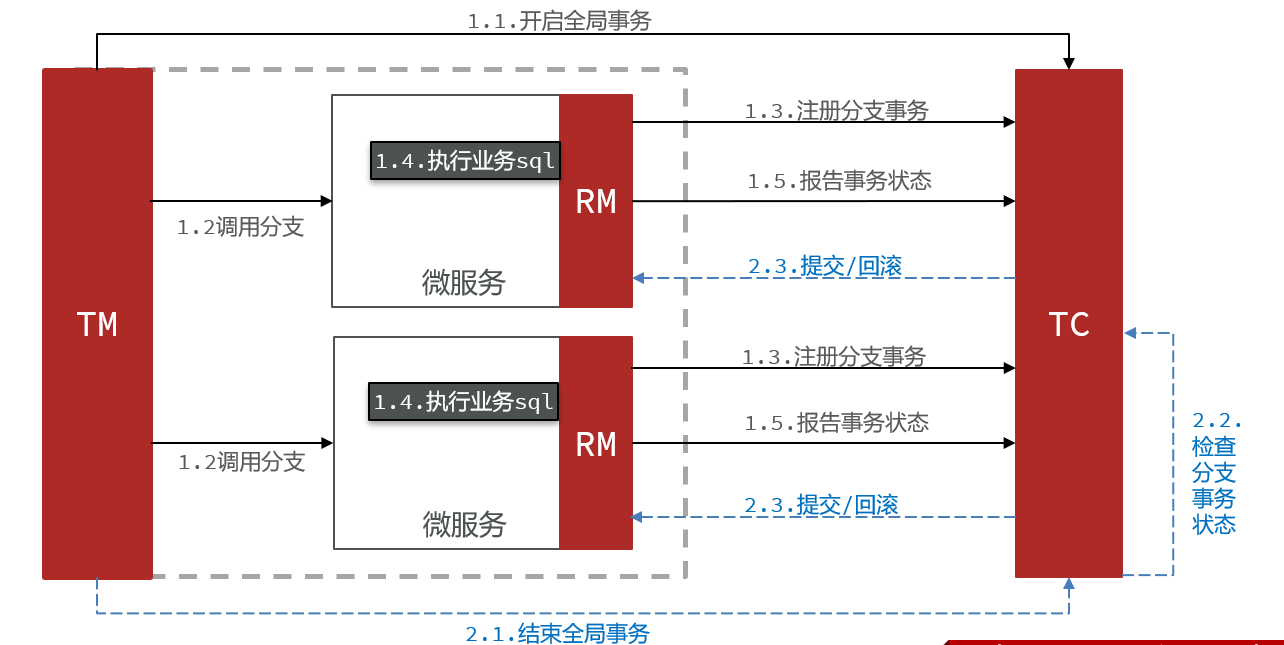 1.1.开启全局事务
1.3.注册分支事务
1.4.执行业务sql
1.5.报告事务状态
RM
1.2调用分支
2.3.提交/回滚
微服务
TM
TC
1.3.注册分支事务
1.4.执行业务sql
1.5.报告事务状态
RM
1.2调用分支
2.2.
检查
分支
事务
状态
2.3.提交/回滚
微服务
2.1.结束全局事务